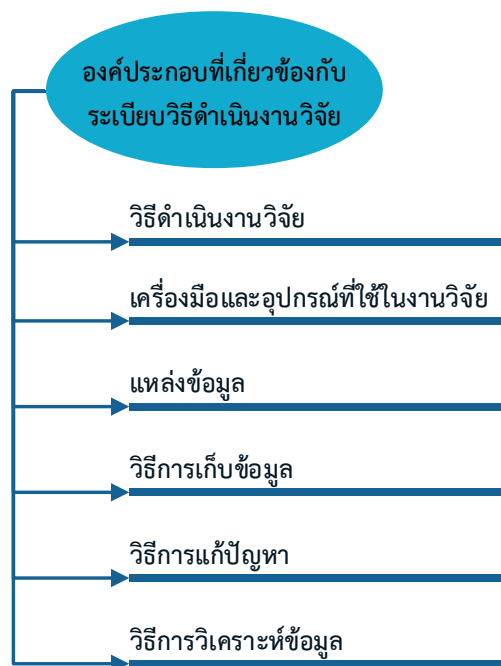 องค์ประกอบที่เกี่ยวข้องกับ
ระเบียบวิธีดำเนินงานวิจัย
วิธีดำเนินงานวิจัย
เครื่องมือและอุปกรณ์ที่ใช้ในงานวิจัย
แหล่งข้อมูล
วิธีการเก็บข้อมูล
วิธีการแก้ปัญหา
วิธีการวิเคราะห์ข้อมูล